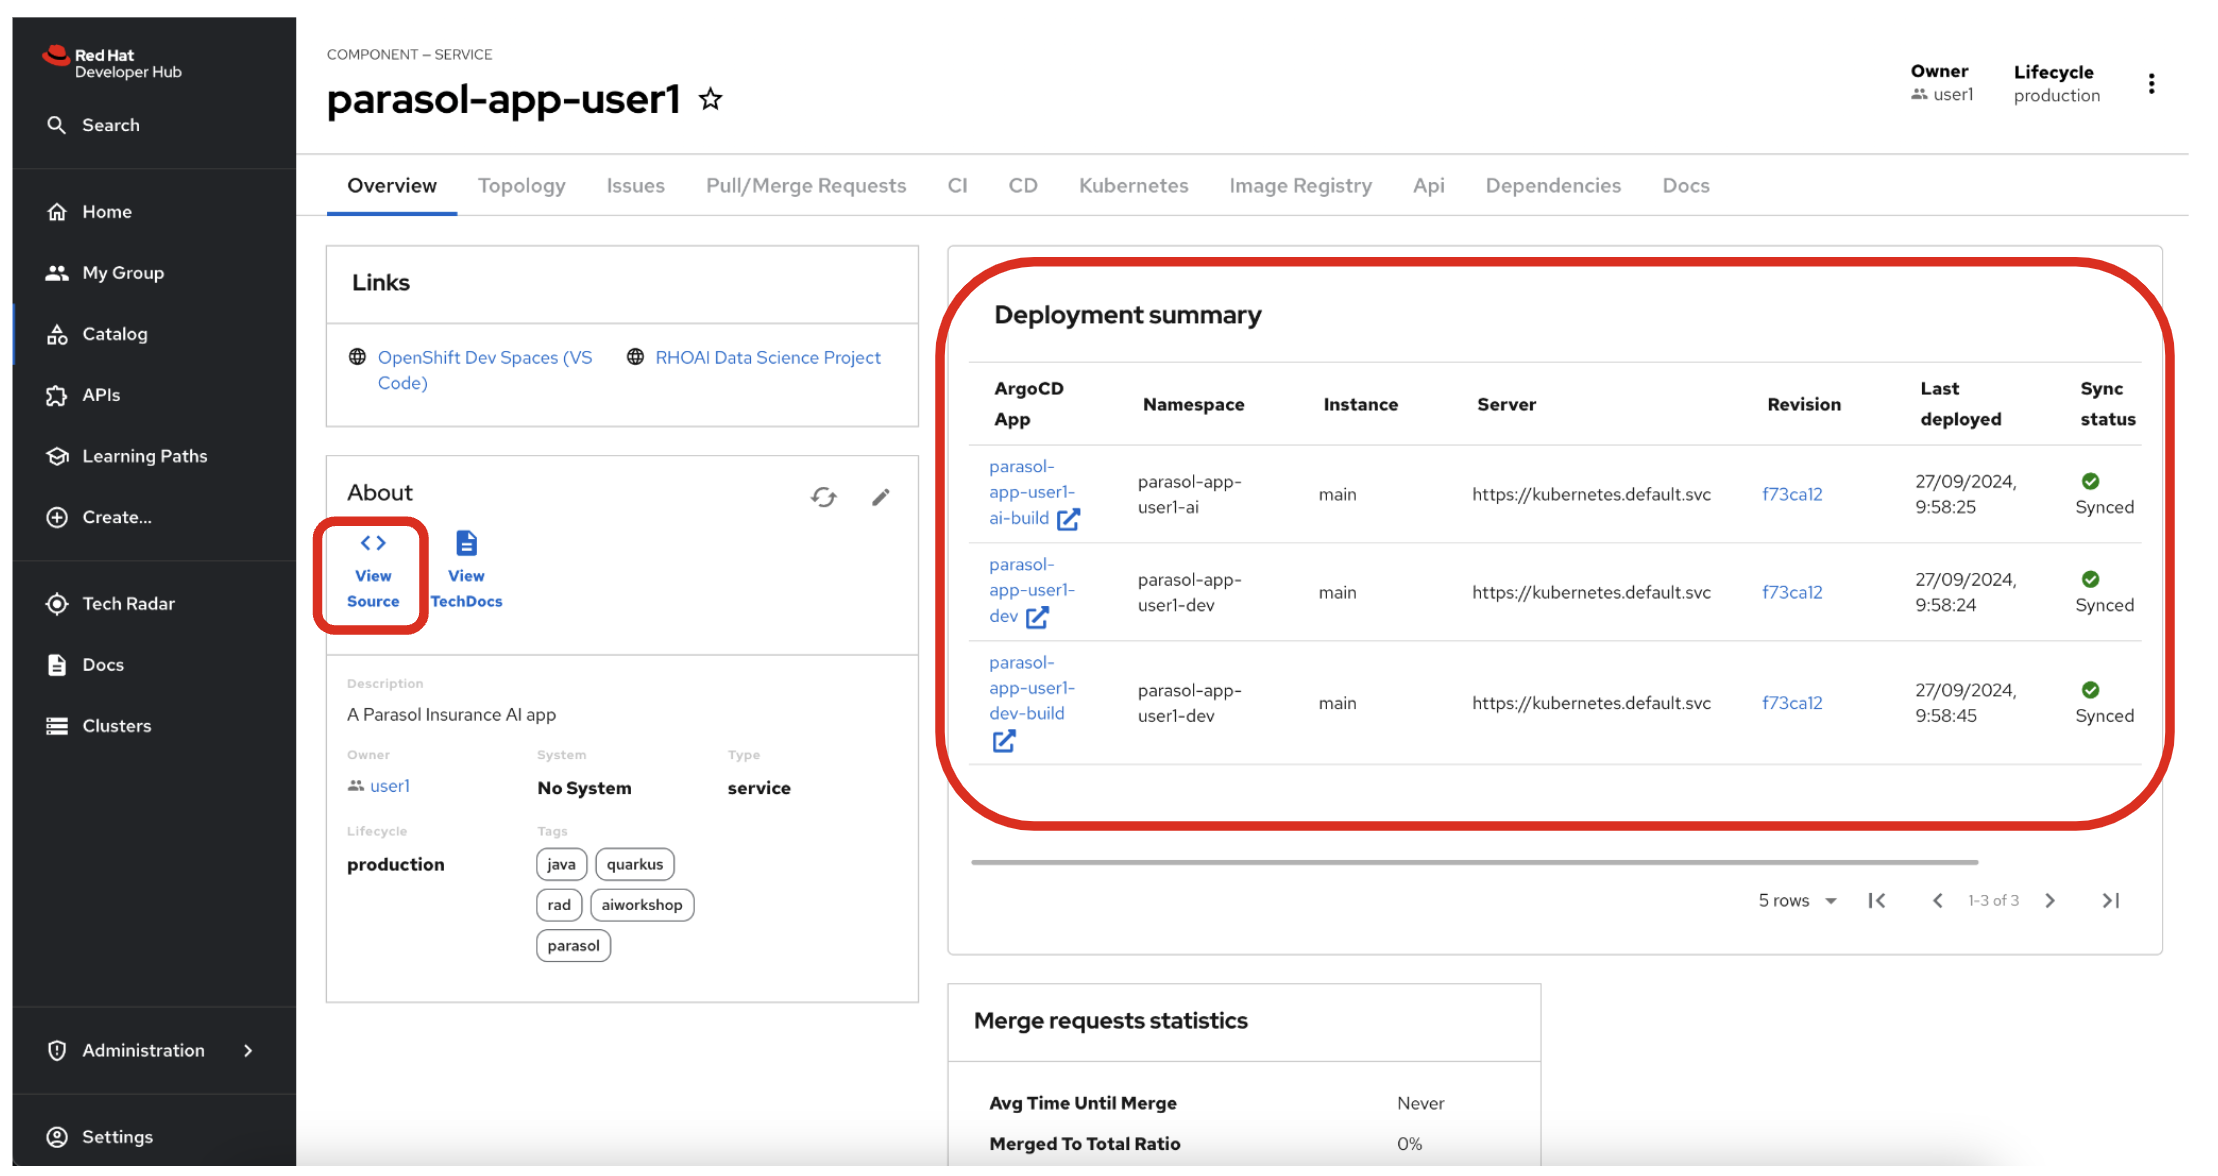 Red Hat
Developer Hub
Search
Home
My Group
Catalog
APIs
Learning Paths
Create...
Tech Radar
Docs
Clusters
Administration
Settings
COMPONENT – SERVICE
parasol-app-user1
Owner
user1
Lifecycle
production
Overview Topology Issues Pull/Merge Requests CI CD Kubernetes Image Registry Api Dependencies Docs
Links
OpenShift Dev Spaces (VS
Code)
RHOAI Data Science Project
About
View
Source
View
TechDocs
Description
A Parasol Insurance AI app
Owner
user1
System
No System
Type
service
Lifecycle
production
Tags
java quarkus
rad aiworkshop
parasol
Deployment summary
ArgoCD
App
Namespace
Instance
Server
Revision
Last
deployed
Sync
status
parasol-
app-user1-
ai-build
parasol-app-
user1-ai
main
https://kubernetes.default.svc
f73ca12
27/09/2024,
9:58:25
Synced
parasol-
app-user1-
dev
parasol-app-
user1-dev
main
https://kubernetes.default.svc
f73ca12
27/09/2024,
9:58:24
Synced
parasol-
app-user1-
dev-build
parasol-app-
user1-dev
main
https://kubernetes.default.svc
f73ca12
27/09/2024,
9:58:45
Synced
5 rows
1-3 of 3
Merge requests statistics
Avg Time Until Merge Never
Merged To Total Ratio 0%